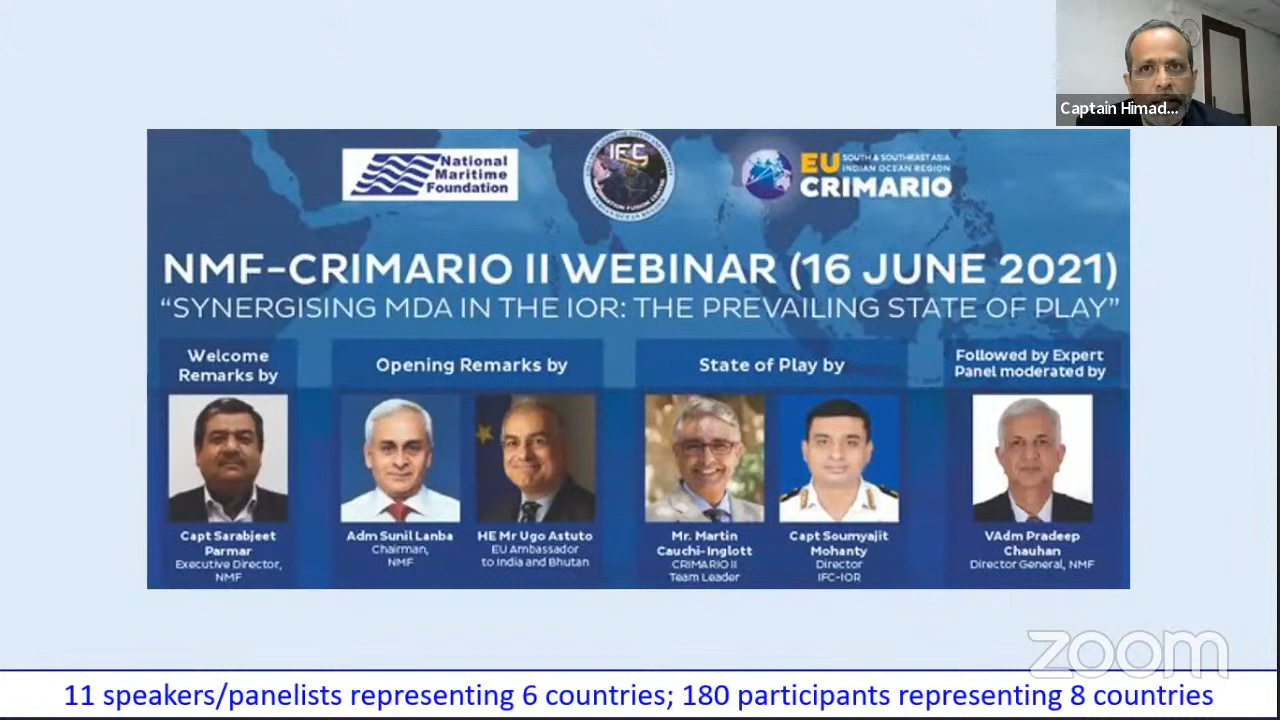 Captain Himad...
National
Maritime
Foundation
IFC
EU SOUTH & SOUTHEAST ASIA
INDIAN OCEAN REGION
CRIMARIO
NMF-CRIMARIO II WEBINAR (16 JUNE 2021)
“SYNERGISING MDA IN THE IOR: THE PREVAILING STATE OF PLAY”
Welcome
Remarks by
Opening Remarks by
State of Play by
Followed by Expert
Panel moderated by
Capt Sarabjeet
Parmar
Executive Director,
NMF
Adm Sunil Lanba
Chairman,
NMF
HE Mr Ugo Astuto
EU Ambassador
to India and Bhutan
Mr. Martin
Cauchi-Inglott
CRIMARIO II
Team Leader
Capt Soumyajit
Mohanty
Director
IFC-IOR
VAdm Pradeep
Chauhan
Director General, NMF
zoom
11 speakers/panelists representing 6 countries; 180 participants representing 8 countries